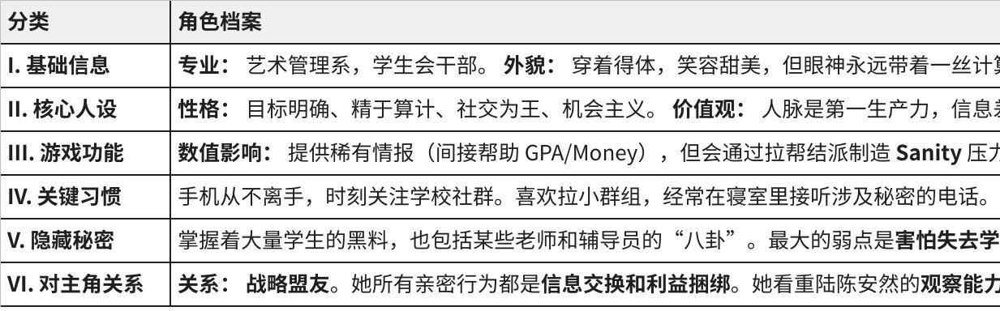 分类 角色档案
I. 基础信息 专业： 艺术管理系，学生会干部。 外貌： 穿着得体，笑容甜美，但眼神永远带着一丝计
II. 核心人设 性格： 目标明确、精于算计、社交为王、机会主义。 价值观： 人脉是第一生产力，信息
III. 游戏功能 数值影响： 提供稀有情报（间接帮助 GPA/Money），但会通过拉帮结派制造 Sanity 压力
IV. 关键习惯 手机从不离手，时刻关注学校社群。喜欢拉小群组，经常在寝室里接听涉及秘密的电话。
V. 隐藏秘密 掌握着大量学生的黑料，也包括某些老师和辅导员的“八卦”。最大的弱点是害怕失去学
VI. 对主角关系 关系： 战略盟友。她所有亲密行为都是信息交换和利益捆绑。她看重陆陈安然的观察能力